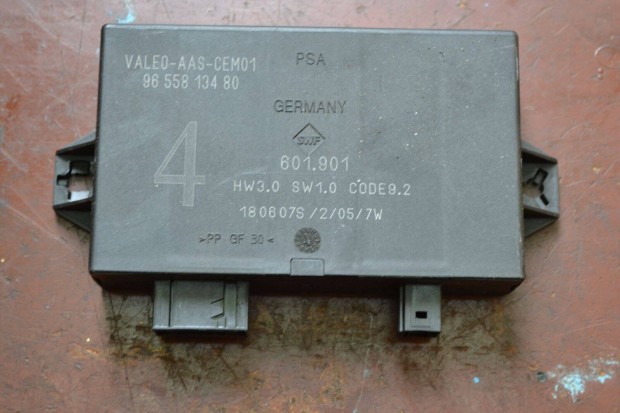 VALEO-AAS-CEM01
96 558 134 80
PSA
GERMANY
SWF
4
601.901
HW3.0 SW1.0 CODE9.2
180607S/2/05/7W
>PP GF 30<